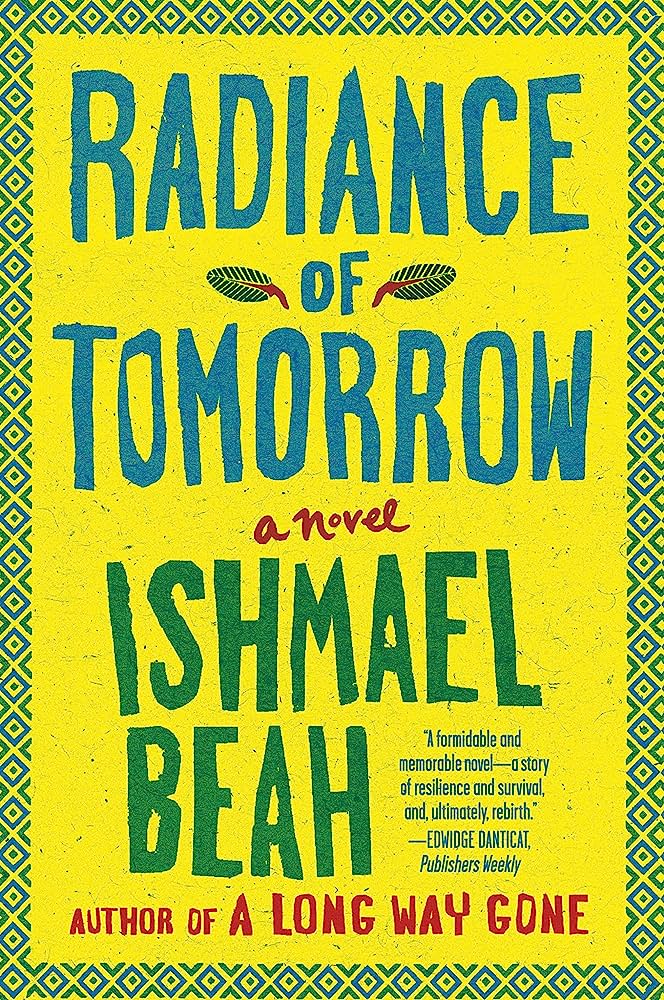 RADIANCE
OF
TOMORROW
a novel
ISHMAEL
BEAH
"A formidable and
memorable novel—a story
of resilience and survival,
and, ultimately, rebirth."
—EDWIDGE DANTICAT,
Publishers Weekly
AUTHOR OF A LONG WAY GONE